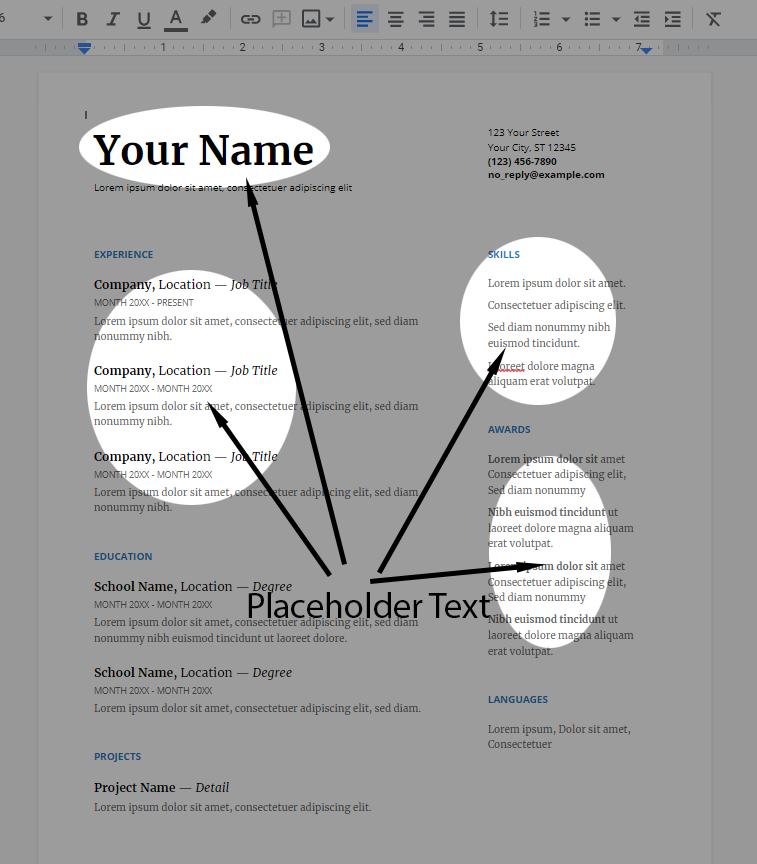 6 B I U A
1 2 3 4 5 6 7
Your Name
Lorem ipsum dolor sit amet, consectetuer adipiscing elit
123 Your Street
Your City, ST 12345
(123) 456-7890
no_reply@example.com
EXPERIENCE
Company, Location — Job Title
MONTH 20XX - PRESENT
Lorem ipsum dolor sit amet, consectetuer adipiscing elit, sed diam
nonummy nibh.
Company, Location — Job Title
MONTH 20XX - MONTH 20XX
Lorem ipsum dolor sit amet, consectetuer adipiscing elit, sed diam
nonummy nibh.
Company, Location — Job Title
MONTH 20XX - MONTH 20XX
Lorem ipsum dolor sit amet, consectetuer adipiscing elit, sed diam
nonummy nibh.
EDUCATION
School Name, Location — Degree
MONTH 20XX - MONTH 20XX
Lorem ipsum dolor sit amet, consectetuer adipiscing elit, sed diam
nonummy nibh euismod tincidunt ut laoreet dolore.
School Name, Location — Degree
MONTH 20XX - MONTH 20XX
Lorem ipsum dolor sit amet, consectetuer adipiscing elit, sed diam.
PROJECTS
Project Name — Detail
Lorem ipsum dolor sit amet, consectetuer adipiscing elit.
Placeholder Text
SKILLS
Lorem ipsum dolor sit amet.
Consectetuer adipiscing elit.
Sed diam nonummy nibh
euismod tincidunt.
Laoreet dolore magna
aliquam erat volutpat.
AWARDS
Lorem ipsum dolor sit amet
Consectetuer adipiscing elit,
Sed diam nonummy
Nibh euismod tincidunt ut
laoreet dolore magna aliquam
erat volutpat.
Lorem ipsum dolor sit amet
Consectetuer adipiscing elit,
Sed diam nonummy
Nibh euismod tincidunt ut
laoreet dolore magna aliquam
erat volutpat.
LANGUAGES
Lorem ipsum, Dolor sit amet,
Consectetuer